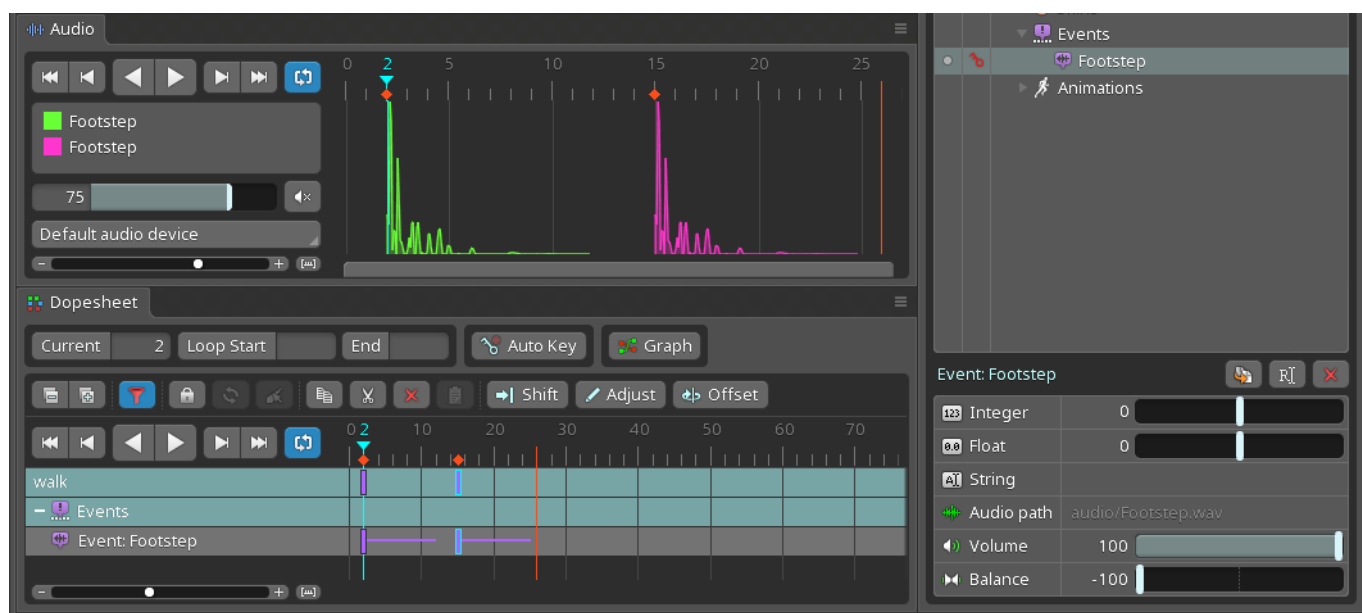 Audio
0 2 5 10 15 20 25
Footstep
Footstep
75
Default audio device
Dopesheet
Current 2 Loop Start End Auto Key Graph
Shift Adjust Offset
0 2 10 20 30 40 50 60 70
walk
Events
Event: Footstep
Events
Footstep
Animations
Event: Footstep
123 Integer 0
0.0 Float 0
String
Audio path audio/Footstep.wav
Volume 100
Balance -100